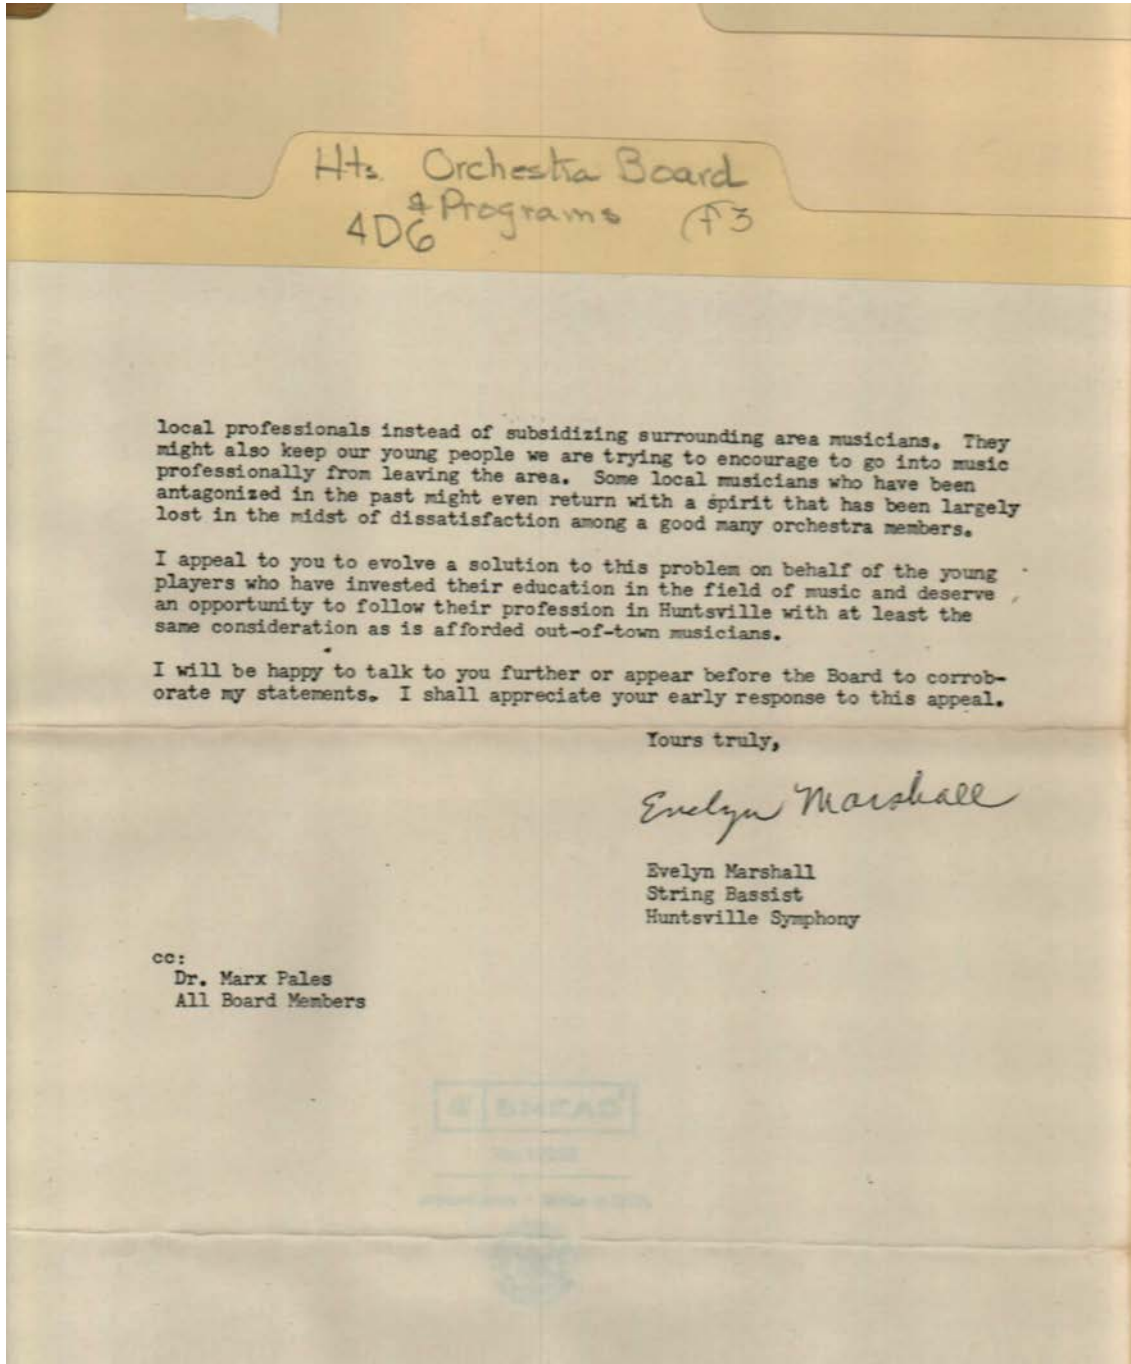 Hts. Orchestra Board
& Programs (f3
4D6
local professionals instead of subsidizing surrounding area musicians. They
might also keep our young people we are trying to encourage to go into music
professionally from leaving the area. Some local musicians who have been
antagonized in the past might even return with a spirit that has been largely
lost in the midst of dissatisfaction among a good many orchestra members.
I appeal to you to evolve a solution to this problem on behalf of the young
players who have invested their education in the field of music and deserve
an opportunity to follow their profession in Huntsville with at least the
same consideration as is afforded out-of-town musicians.
I will be happy to talk to you further or appear before the Board to corrob-
orate my statements. I shall appreciate your early response to this appeal.
Yours truly,
Evelyn Marshall
Evelyn Marshall
String Bassist
Huntsville Symphony
cc:
Dr. Marx Pales
All Board Members
SMEAD